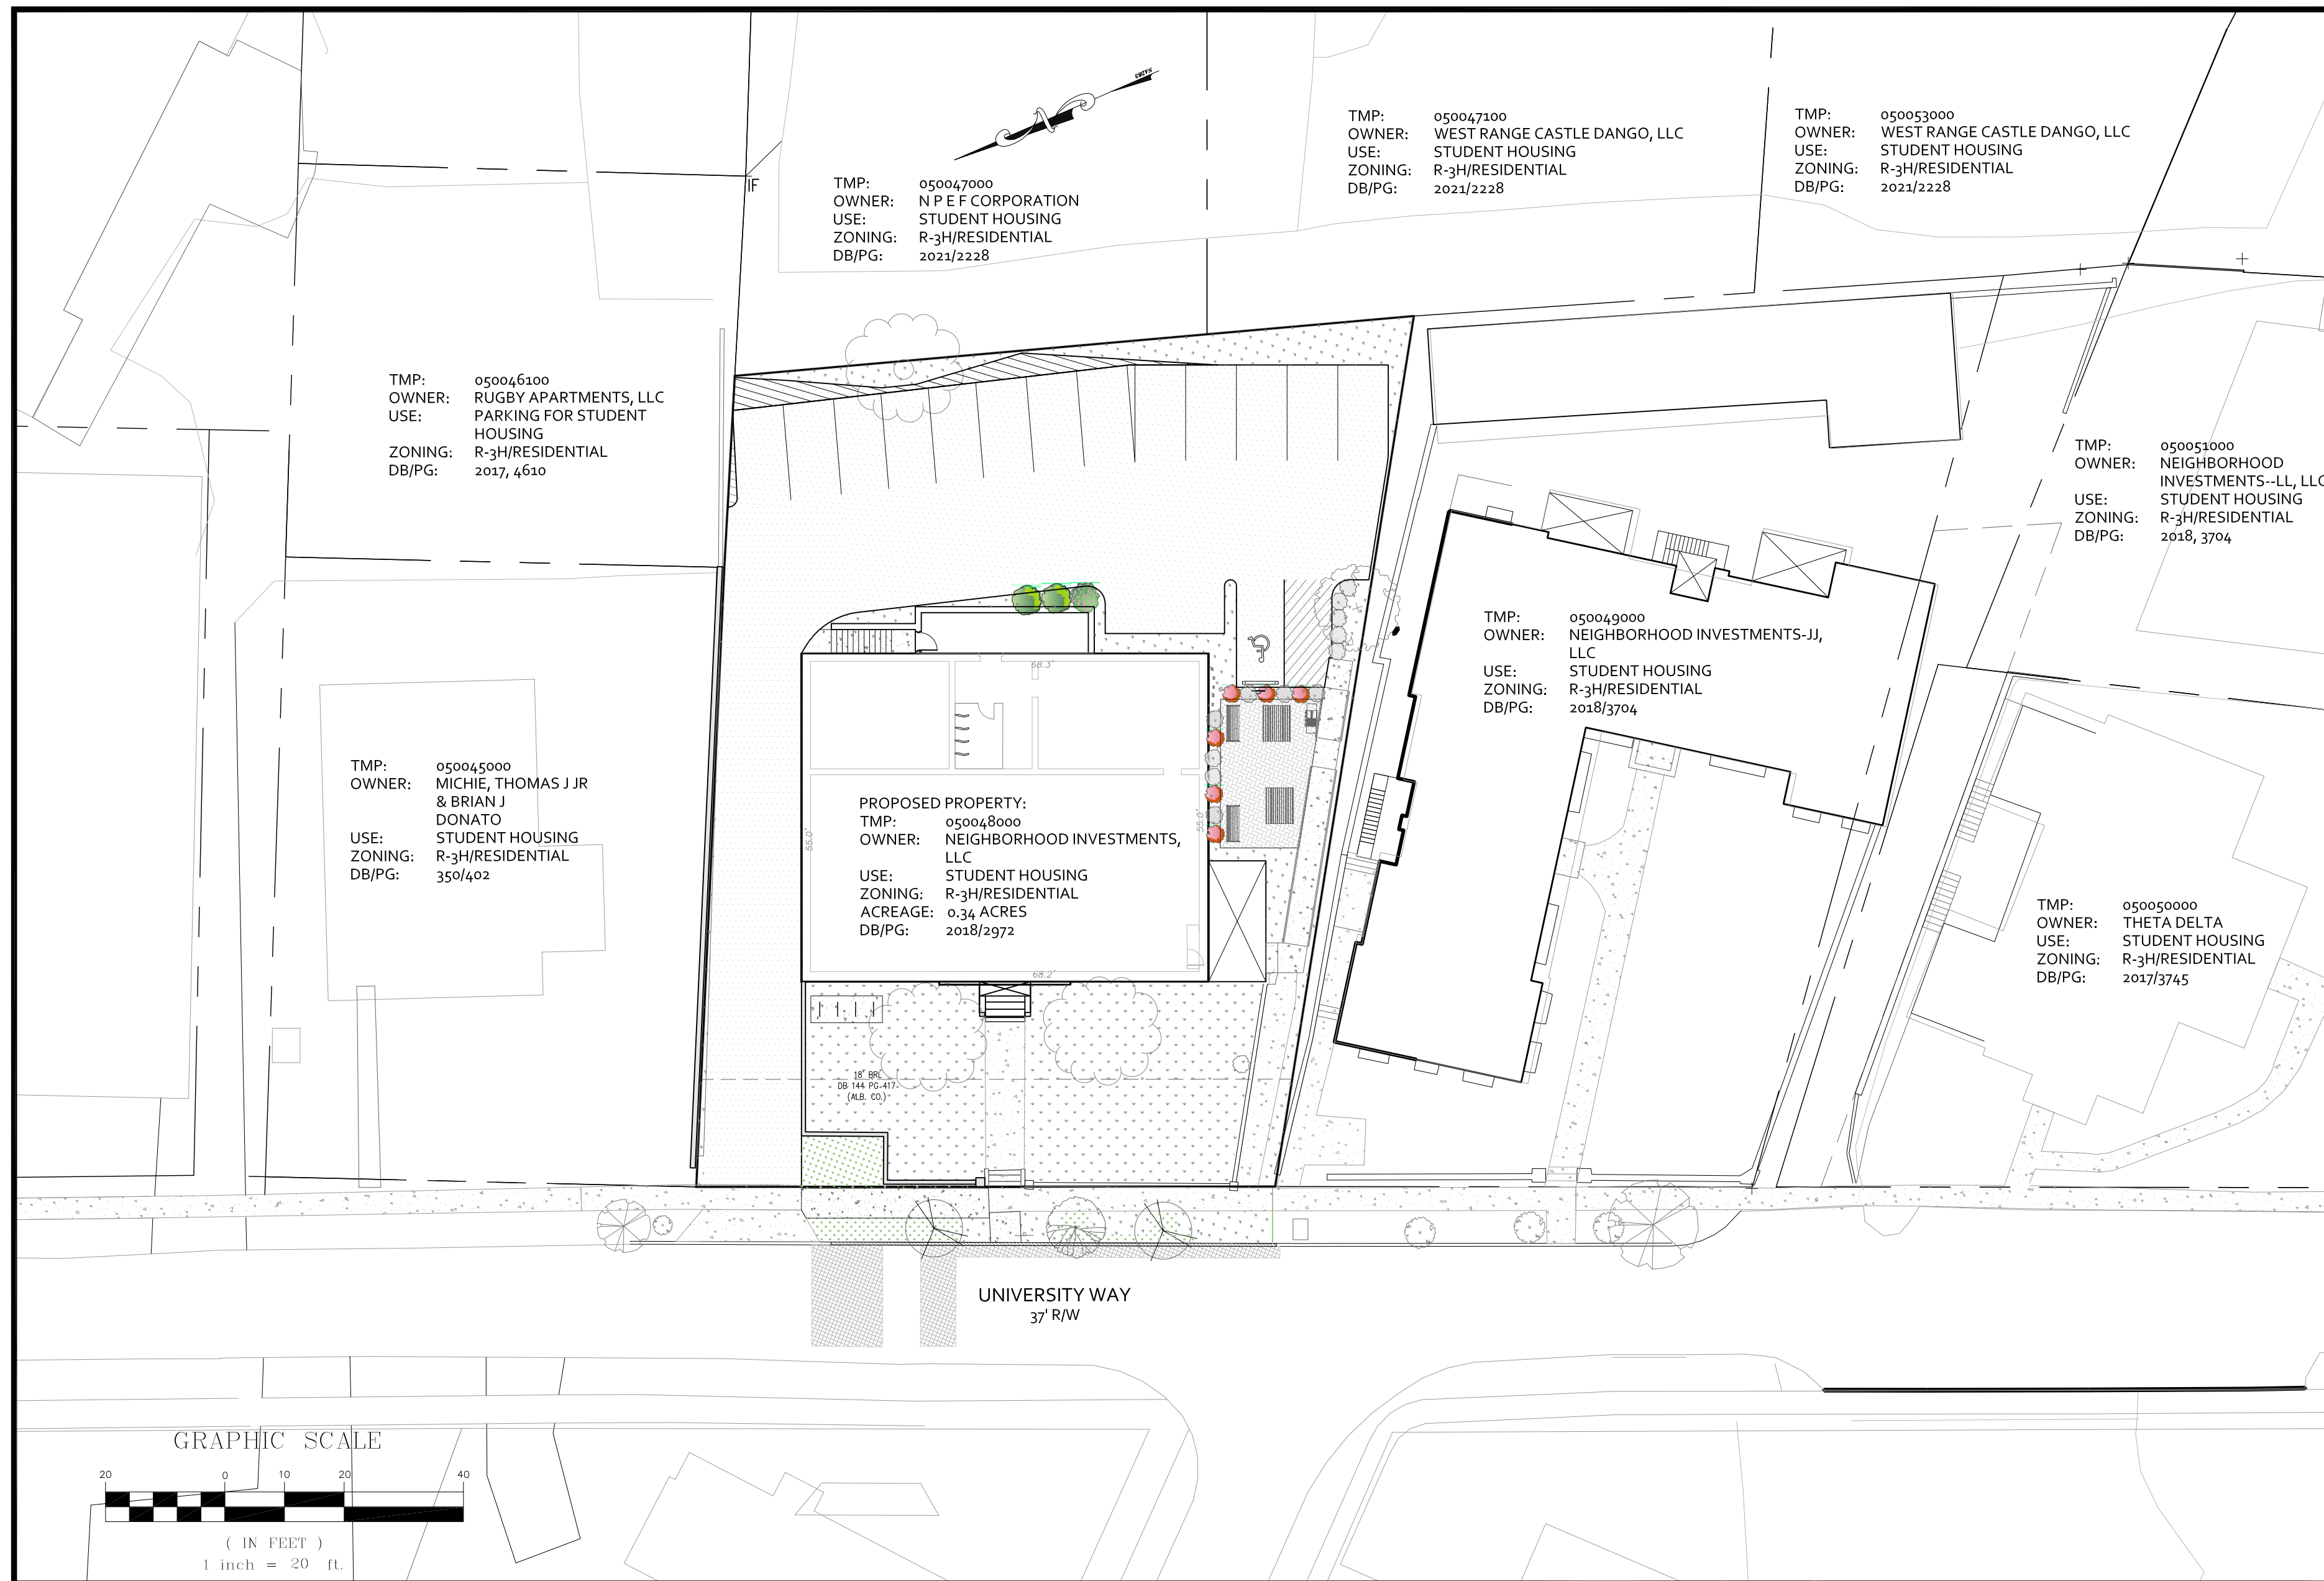 NAD83
N
TMP: 050047100
OWNER: WEST RANGE CASTLE DANGO, LLC
USE: STUDENT HOUSING
ZONING: R-3H/RESIDENTIAL
DB/PG: 2021/2228
TMP: 050053000
OWNER: WEST RANGE CASTLE DANGO, LLC
USE: STUDENT HOUSING
ZONING: R-3H/RESIDENTIAL
DB/PG: 2021/2228
IF
TMP: 050047000
OWNER: N P E F CORPORATION
USE: STUDENT HOUSING
ZONING: R-3H/RESIDENTIAL
DB/PG: 2021/2228
TMP: 050046100
OWNER: RUGBY APARTMENTS, LLC
USE: PARKING FOR STUDENT
HOUSING
ZONING: R-3H/RESIDENTIAL
DB/PG: 2017, 4610
TMP: 050051000
OWNER: NEIGHBORHOOD
INVESTMENTS--LL, LLC
USE: STUDENT HOUSING
ZONING: R-3H/RESIDENTIAL
DB/PG: 2018, 3704
TMP: 050049000
OWNER: NEIGHBORHOOD INVESTMENTS-JJ,
LLC
USE: STUDENT HOUSING
ZONING: R-3H/RESIDENTIAL
DB/PG: 2018/3704
68.3'
TMP: 050045000
OWNER: MICHIE, THOMAS J JR
& BRIAN J
DONATO
USE: STUDENT HOUSING
ZONING: R-3H/RESIDENTIAL
DB/PG: 350/402
55.0'
PROPOSED PROPERTY:
TMP: 050048000
OWNER: NEIGHBORHOOD INVESTMENTS,
LLC
USE: STUDENT HOUSING
ZONING: R-3H/RESIDENTIAL
ACREAGE: 0.34 ACRES
DB/PG: 2018/2972
55.0'
68.2'
TMP: 050050000
OWNER: THETA DELTA
USE: STUDENT HOUSING
ZONING: R-3H/RESIDENTIAL
DB/PG: 2017/3745
18' BRL
DB 144 PG 417
(ALB. CO.)
UNIVERSITY WAY
37' R/W
GRAPHIC SCALE
20 0 10 20 40
( IN FEET )
1 inch = 20 ft.